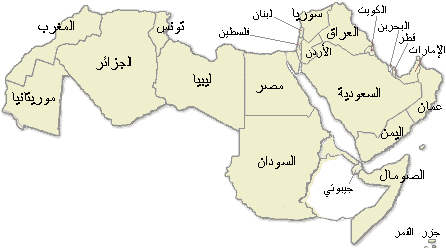 الكويت
لبنان
سوريا
البحرين
قطر
تونس
المغرب
العراق
فلسطين
الإمارات
الأردن
الجزائر
ليبيا
مصر
السعودية
موريتانيا
عمان
اليمن
السودان
الصومال
جيبوتي
جزر القمر